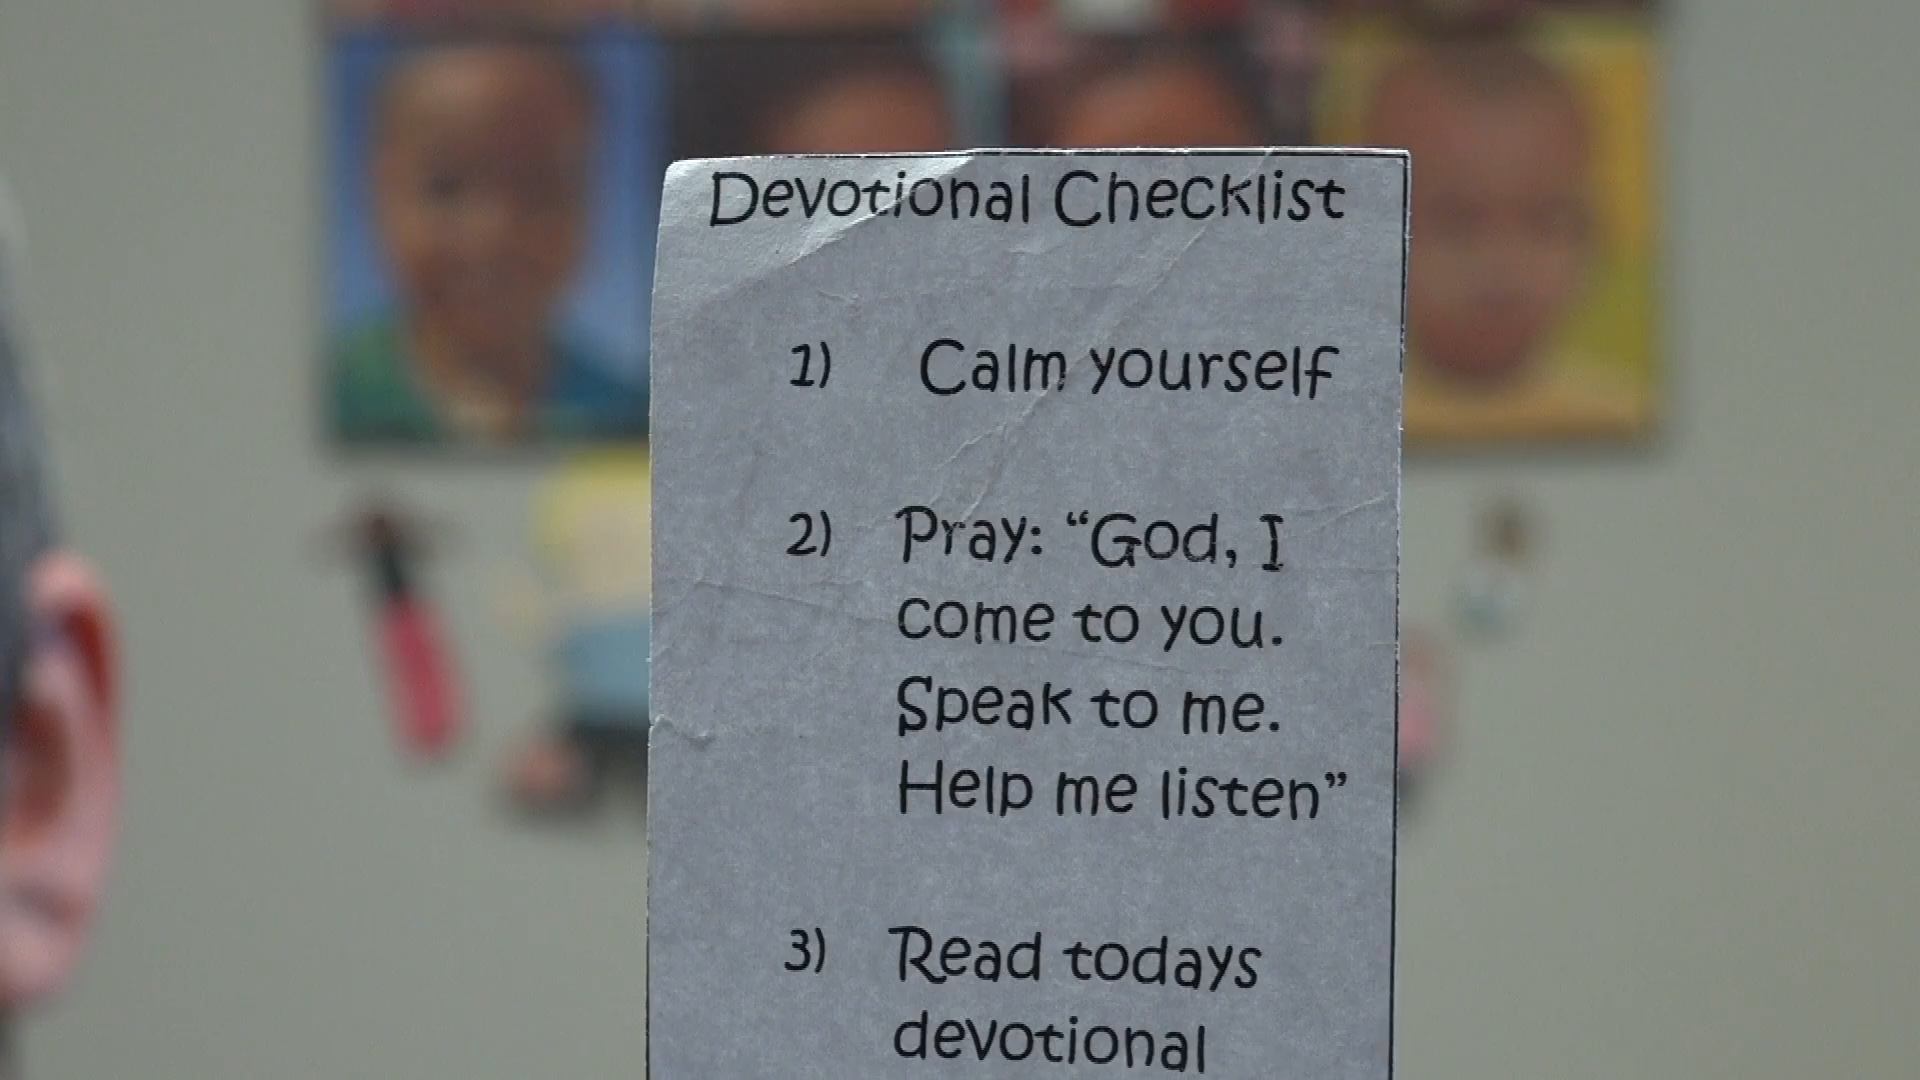 Devotional Checklist
1) Calm yourself
2) Pray: “God, I
come to you.
Speak to me.
Help me listen”
3) Read todays
devotional